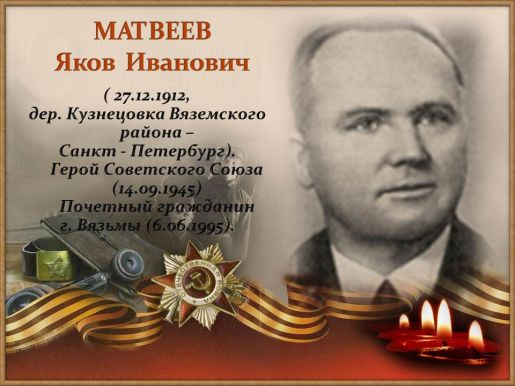 МАТВЕЕВ
Яков Иванович
( 27.12.1912,
дер. Кузнецовка Вяземского
района –
Санкт - Петербург).
Герой Советского Союза
(14.09.1945)
Почетный гражданин
г. Вязьмы (6.06.1995).